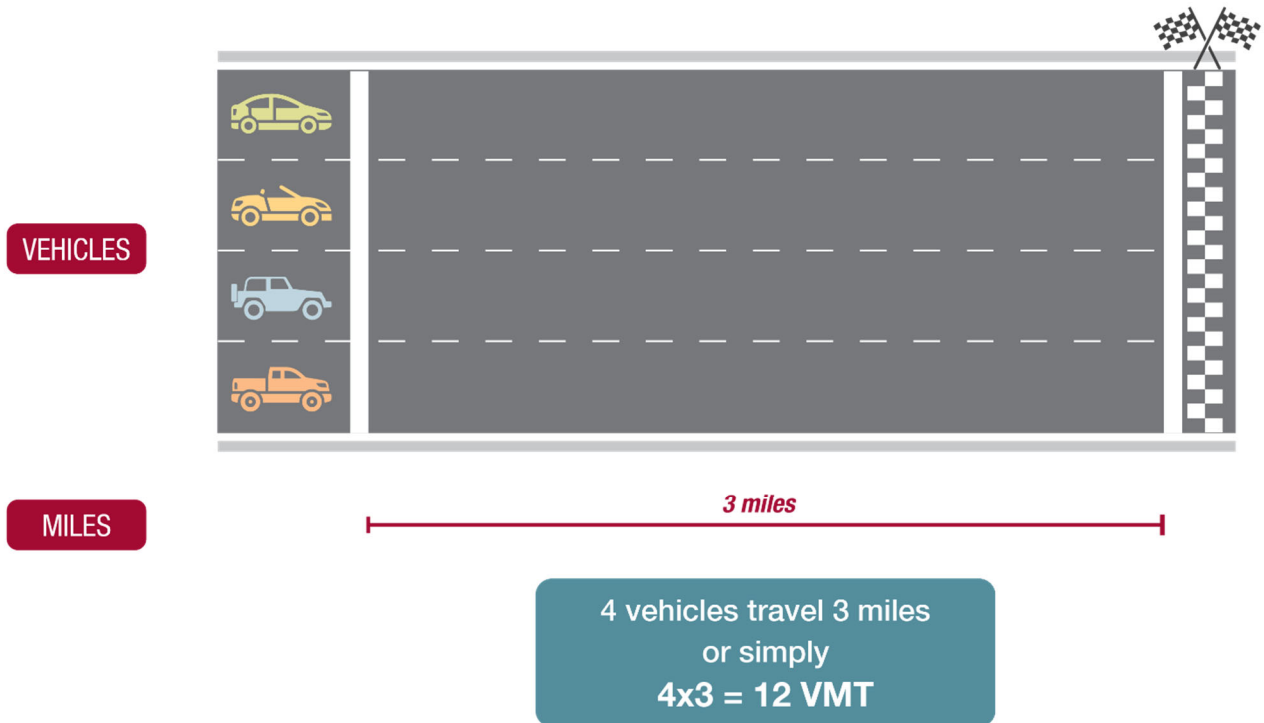 VEHICLES
MILES
3 miles
4 vehicles travel 3 miles
or simply
4x3 = 12 VMT